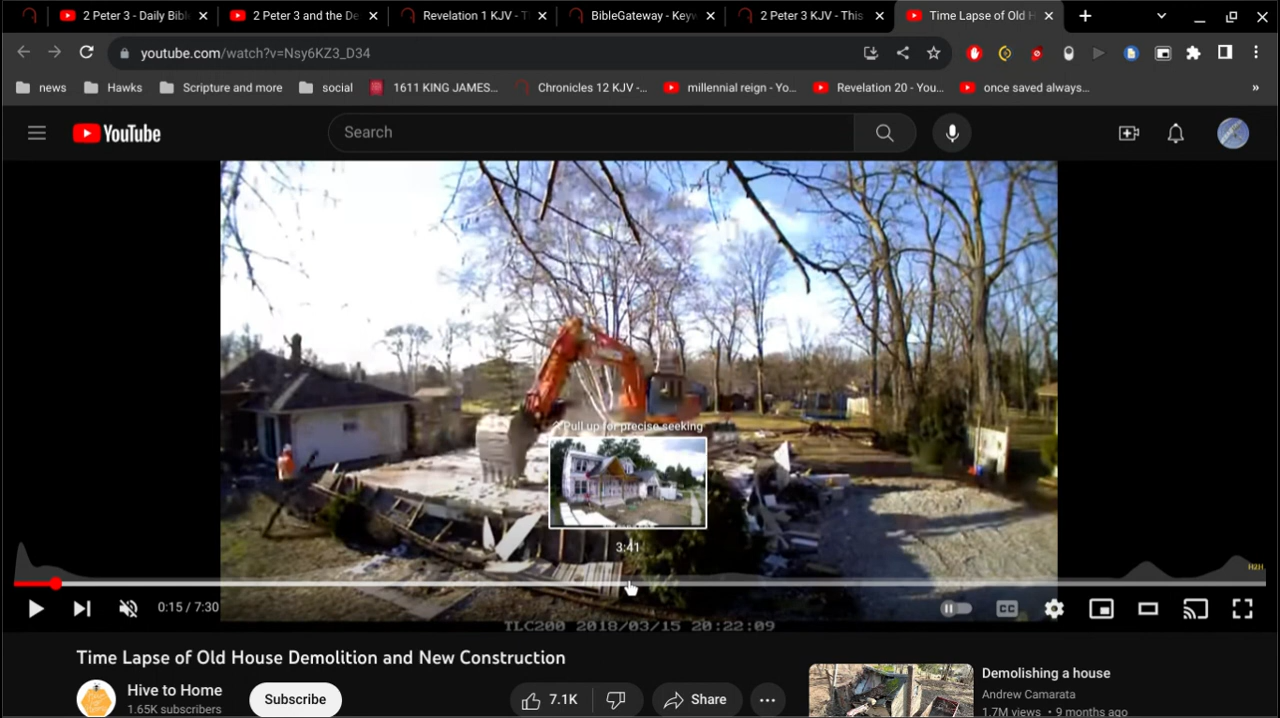 2 Peter 3 - Daily Bibl
2 Peter 3 and the De
Revelation 1 KJV - T
BibleGateway - Keyw
2 Peter 3 KJV - This
Time Lapse of Old H
youtube.com/watch?v=Nsy6KZ3_D34
news
Hawks
Scripture and more
social
1611 KING JAMES...
Chronicles 12 KJV -...
millennial reign - Yo...
Revelation 20 - You...
once saved always...
»
YouTube
Search
Pull up for precise seeking
3:41
H2H
0:15 / 7:30
CC
TLC200 2018/03/15 20:22:09
Time Lapse of Old House Demolition and New Construction
Hive to Home
1.65K subscribers
Subscribe
7.1K
Share
Demolishing a house
Andrew Camarata
1.7M views • 9 months ago